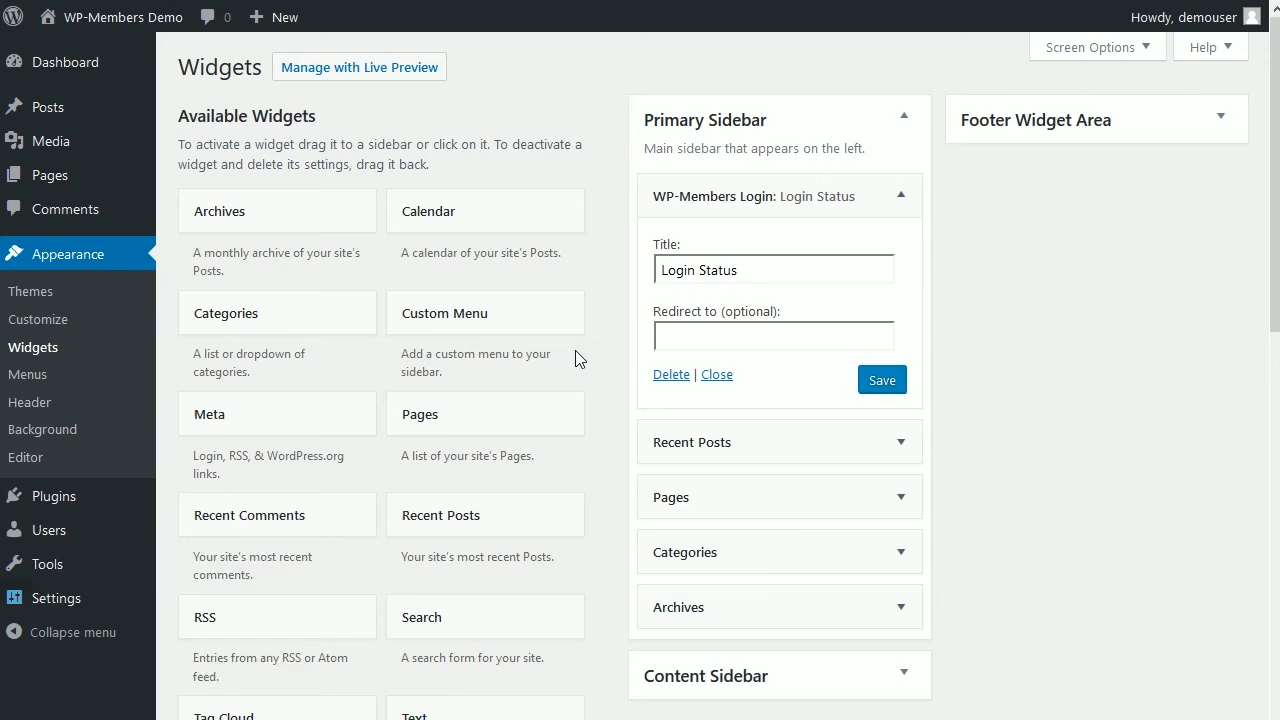 WP-Members Demo 0 New Howdy, demouser
Dashboard
Posts
Media
Pages
Comments
Appearance
Themes
Customize
Widgets
Menus
Header
Background
Editor
Plugins
Users
Tools
Settings
Collapse menu
Screen Options Help
Widgets Manage with Live Preview
Available Widgets
To activate a widget drag it to a sidebar or click on it. To deactivate a
widget and delete its settings, drag it back.
Archives Calendar
A monthly archive of your site's A calendar of your site's Posts.
Posts.
Categories Custom Menu
A list or dropdown of Add a custom menu to your
categories. sidebar.
Meta Pages
Login, RSS, & WordPress.org A list of your site's Pages.
links.
Recent Comments Recent Posts
Your site's most recent Your site's most recent Posts.
comments.
RSS Search
Entries from any RSS or Atom A search form for your site.
feed.
Tag Cloud Text
Primary Sidebar
Main sidebar that appears on the left.
WP-Members Login: Login Status
Title:
Login Status
Redirect to (optional):
Delete | Close Save
Recent Posts
Pages
Categories
Archives
Content Sidebar
Footer Widget Area